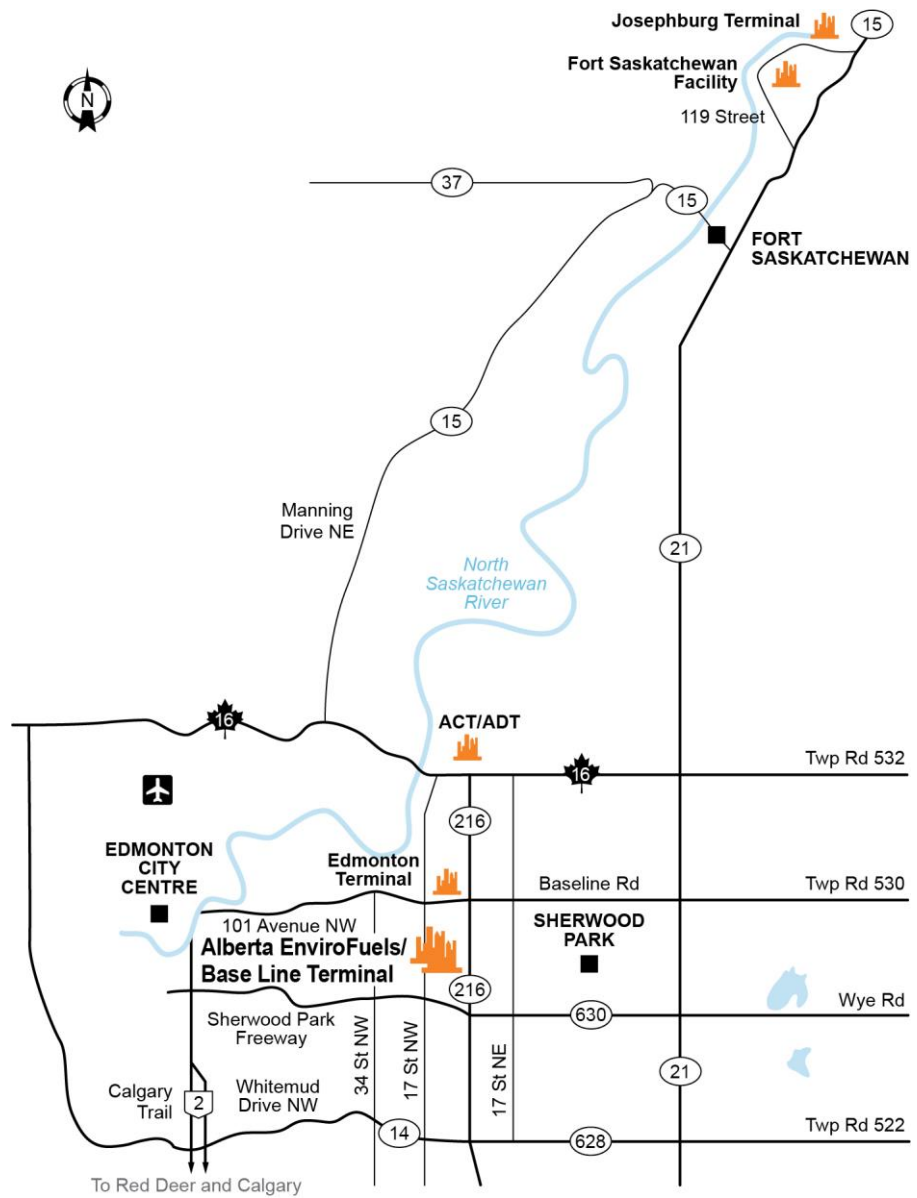 Josephburg Terminal
15
Fort Saskatchewan
Facility
119 Street
N
37
15
FORT
SASKATCHEWAN
15
Manning
Drive NE
21
North
Saskatchewan
River
16
ACT/ADT
16
Twp Rd 532
216
EDMONTON
CITY
CENTRE
Edmonton
Terminal
Baseline Rd
Twp Rd 530
101 Avenue NW
SHERWOOD
PARK
Alberta EnviroFuels/
Base Line Terminal
216
Wye Rd
630
Sherwood Park
Freeway
34 St NW
17 St NW
17 St NE
21
Calgary
Trail
2
Whitemud
Drive NW
14
628
Twp Rd 522
To Red Deer and Calgary